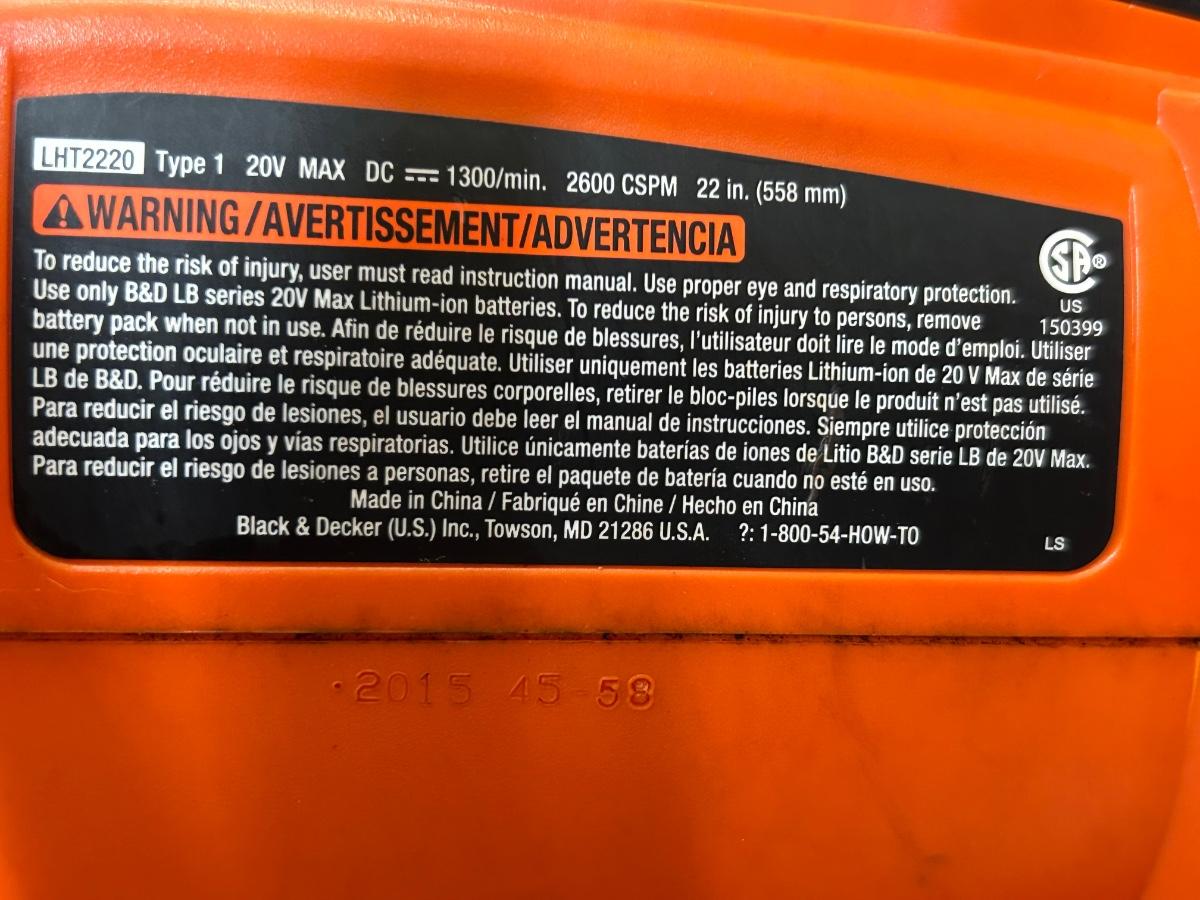 LHT2220 Type 1 20V MAX DC ⎓ 1300/min. 2600 CSPM 22 in. (558 mm)
⚠WARNING/AVERTISSEMENT/ADVERTENCIA
To reduce the risk of injury, user must read instruction manual. Use proper eye and respiratory protection.
Use only B&D LB series 20V Max Lithium-ion batteries. To reduce the risk of injury to persons, remove
battery pack when not in use. Afin de réduire le risque de blessures, l'utilisateur doit lire le mode d'emploi. Utiliser
une protection oculaire et respiratoire adéquate. Utiliser uniquement les batteries Lithium-ion de 20 V Max de série
LB de B&D. Pour réduire le risque de blessures corporelles, retirer le bloc-piles lorsque le produit n'est pas utilisé.
Para reducir el riesgo de lesiones, el usuario debe leer el manual de instrucciones. Siempre utilice protección
adecuada para los ojos y vías respiratorias. Utilice únicamente baterías de iones de Litio B&D serie LB de 20V Max.
Para reducir el riesgo de lesiones a personas, retire el paquete de batería cuando no esté en uso.
Made in China / Fabriqué en Chine / Hecho en China
Black & Decker (U.S.) Inc., Towson, MD 21286 U.S.A. ?: 1-800-54-HOW-TO
SA®
US
150399
LS
·2015 45-58